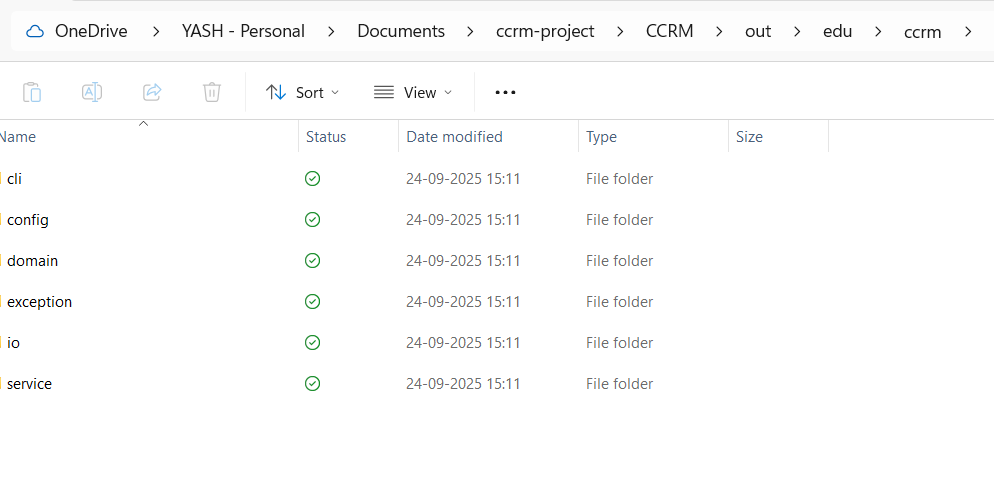 OneDrive > YASH - Personal > Documents > ccrm-project > CCRM > out > edu > ccrm >
Sort View •••
Name Status Date modified Type Size
cli 24-09-2025 15:11 File folder
config 24-09-2025 15:11 File folder
domain 24-09-2025 15:11 File folder
exception 24-09-2025 15:11 File folder
io 24-09-2025 15:11 File folder
service 24-09-2025 15:11 File folder